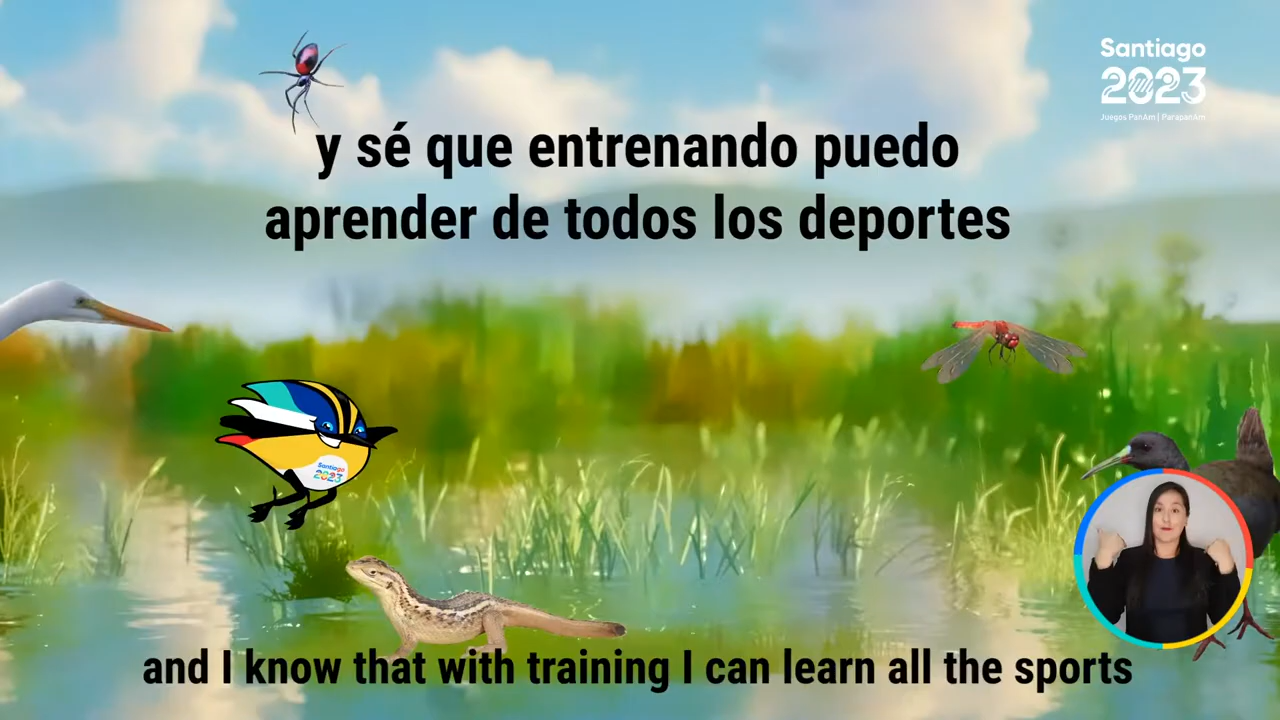 Santiago
2023
Juegos PanAm | ParapanAm
y sé que entrenando puedo
aprender de todos los deportes
Santiago
2023
and I know that with training I can learn all the sports